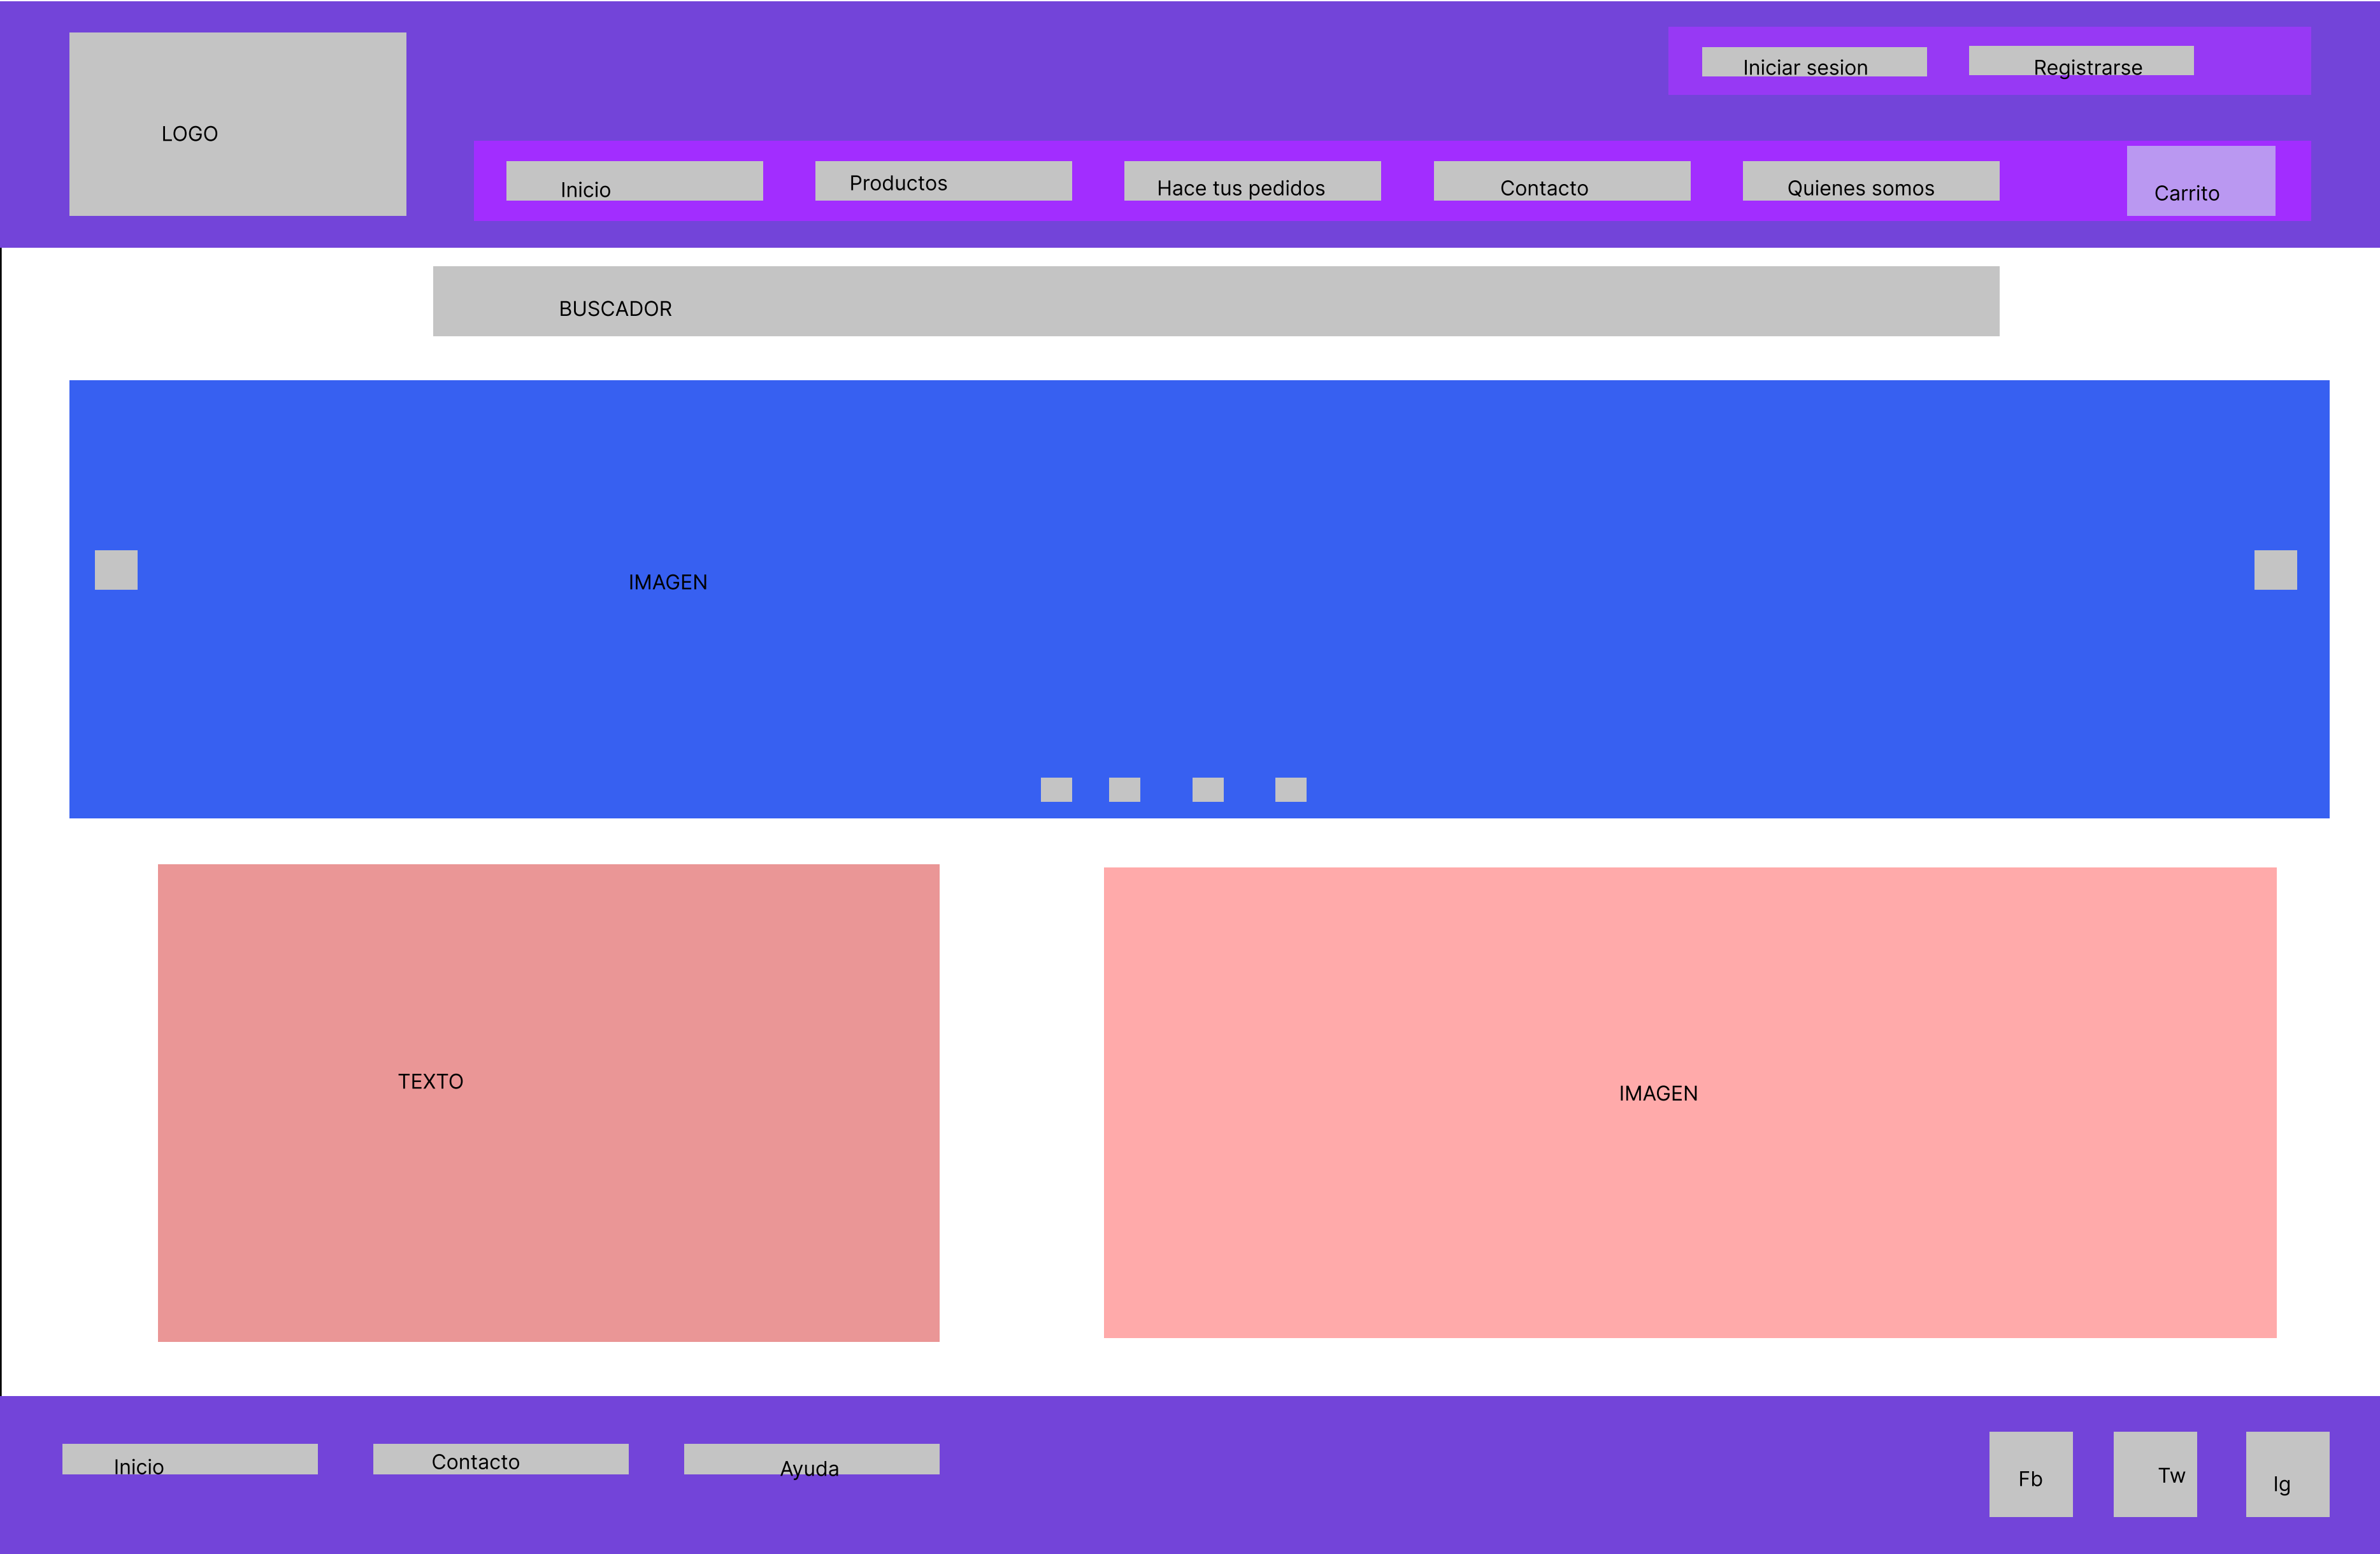 LOGO
Iniciar sesion
Registrarse
Inicio
Productos
Hace tus pedidos
Contacto
Quienes somos
Carrito
BUSCADOR
IMAGEN
TEXTO
IMAGEN
Inicio
Contacto
Ayuda
Fb
Tw
Ig